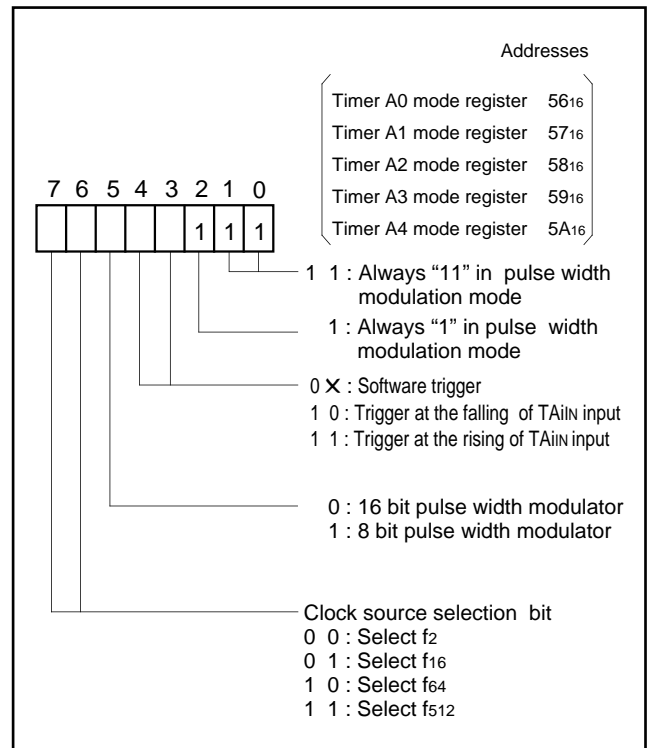 Addresses
Timer A0 mode register 5616
Timer A1 mode register 5716
Timer A2 mode register 5816
Timer A3 mode register 5916
Timer A4 mode register 5A16
7 6 5 4 3 2 1 0
1 1 1
1 1 : Always “11” in pulse width
modulation mode
1 : Always “1” in pulse width
modulation mode
0 ✕ : Software trigger
1 0 : Trigger at the falling of TAiIN input
1 1 : Trigger at the rising of TAiIN input
0 : 16 bit pulse width modulator
1 : 8 bit pulse width modulator
Clock source selection bit
0 0 : Select f2
0 1 : Select f16
1 0 : Select f64
1 1 : Select f512